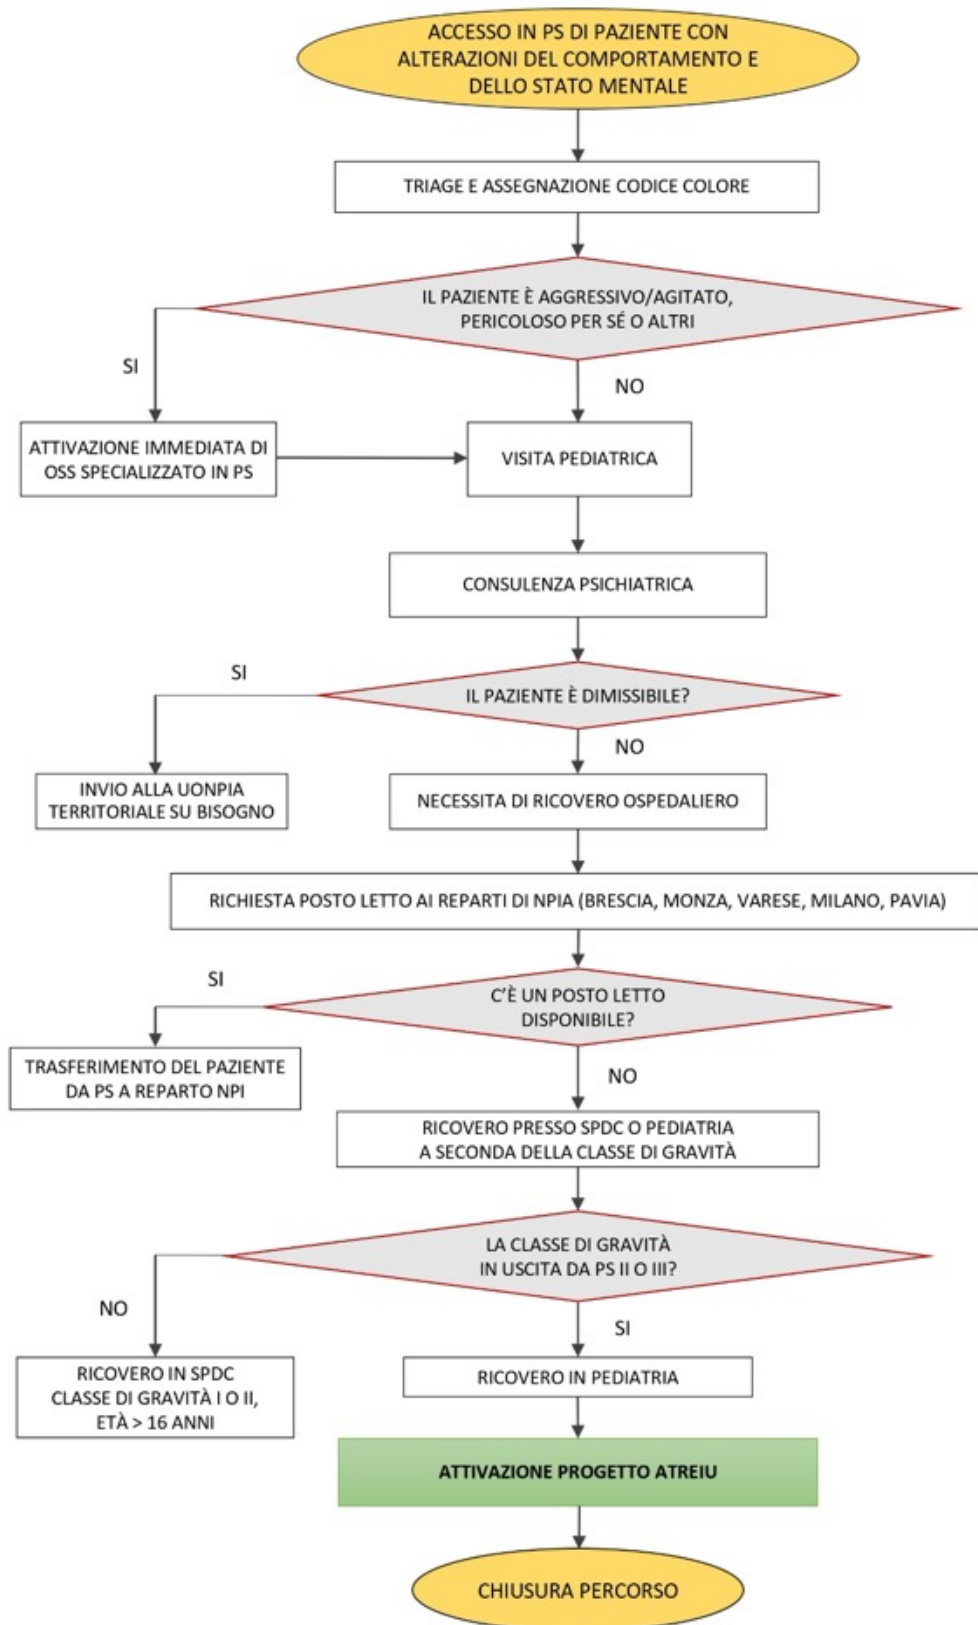 ACCESSO IN PS DI PAZIENTE CON
ALTERAZIONI DEL COMPORTAMENTO E
DELLO STATO MENTALE
TRIAGE E ASSEGNAZIONE CODICE COLORE
IL PAZIENTE È AGGRESSIVO/AGITATO,
PERICOLOSO PER SÉ O ALTRI
SI
NO
ATTIVAZIONE IMMEDIATA DI
OSS SPECIALIZZATO IN PS
VISITA PEDIATRICA
CONSULENZA PSICHIATRICA
SI
IL PAZIENTE È DIMISSIBILE?
NO
INVIO ALLA UONPIA
TERRITORIALE SU BISOGNO
NECESSITA DI RICOVERO OSPEDALIERO
RICHIESTA POSTO LETTO AI REPARTI DI NPIA (BRESCIA, MONZA, VARESE, MILANO, PAVIA)
SI
C'È UN POSTO LETTO
DISPONIBILE?
TRASFERIMENTO DEL PAZIENTE
DA PS A REPARTO NPI
NO
RICOVERO PRESSO SPDC O PEDIATRIA
A SECONDA DELLA CLASSE DI GRAVITÀ
LA CLASSE DI GRAVITÀ
IN USCITA DA PS II O III?
NO
SI
RICOVERO IN SPDC
CLASSE DI GRAVITÀ I O II,
ETÀ > 16 ANNI
RICOVERO IN PEDIATRIA
ATTIVAZIONE PROGETTO ATREIU
CHIUSURA PERCORSO